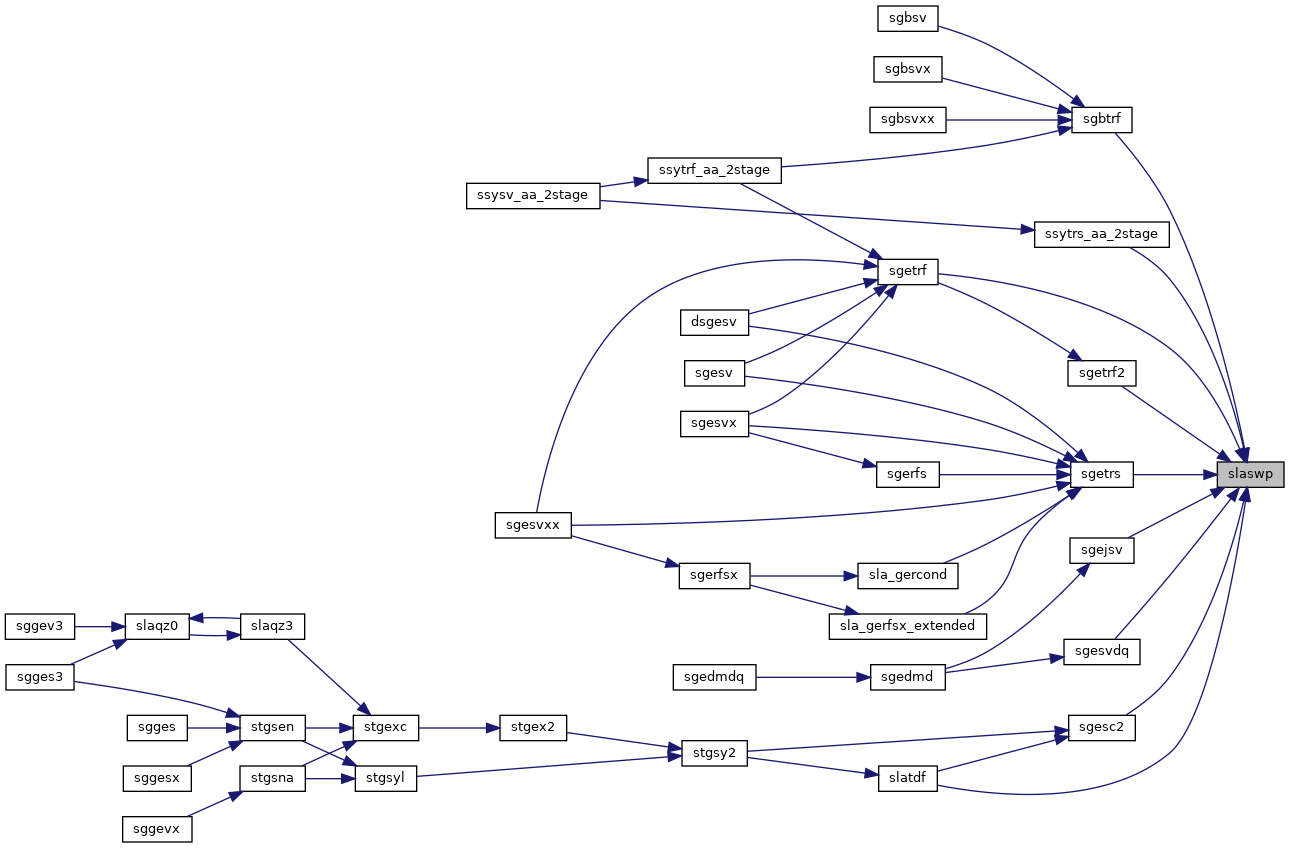 sgbsv
sgbsvx
sgbsvxx
sgbtrf
ssytrf_aa_2stage
ssysv_aa_2stage
ssytrs_aa_2stage
sgetrf
dsgesv
sgesv
sgetrf2
sgesvx
sgerfs
sgetrs
slaswp
sgesvxx
sgejsv
sgerfsx
sla_gercond
sla_gerfsx_extended
sggev3
slaqz0
slaqz3
sgesvdq
sgges3
sgedmdq
sgedmd
sgges
stgsen
stgexc
stgex2
sgesc2
stgsy2
sggesx
stgsna
stgsyl
slatdf
sggevx